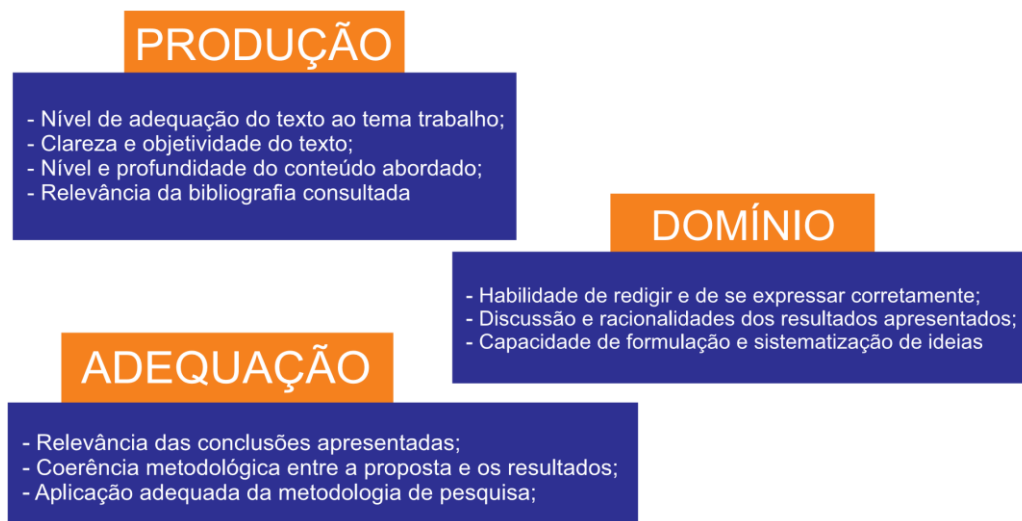 PRODUÇÃO
- Nível de adequação do texto ao tema trabalho;
- Clareza e objetividade do texto;
- Nível e profundidade do conteúdo abordado;
- Relevância da bibliografia consultada
DOMÍNIO
- Habilidade de redigir e de se expressar corretamente;
- Discussão e racionalidades dos resultados apresentados;
- Capacidade de formulação e sistematização de ideias
ADEQUAÇÃO
- Relevância das conclusões apresentadas;
- Coerência metodológica entre a proposta e os resultados;
- Aplicação adequada da metodologia de pesquisa;